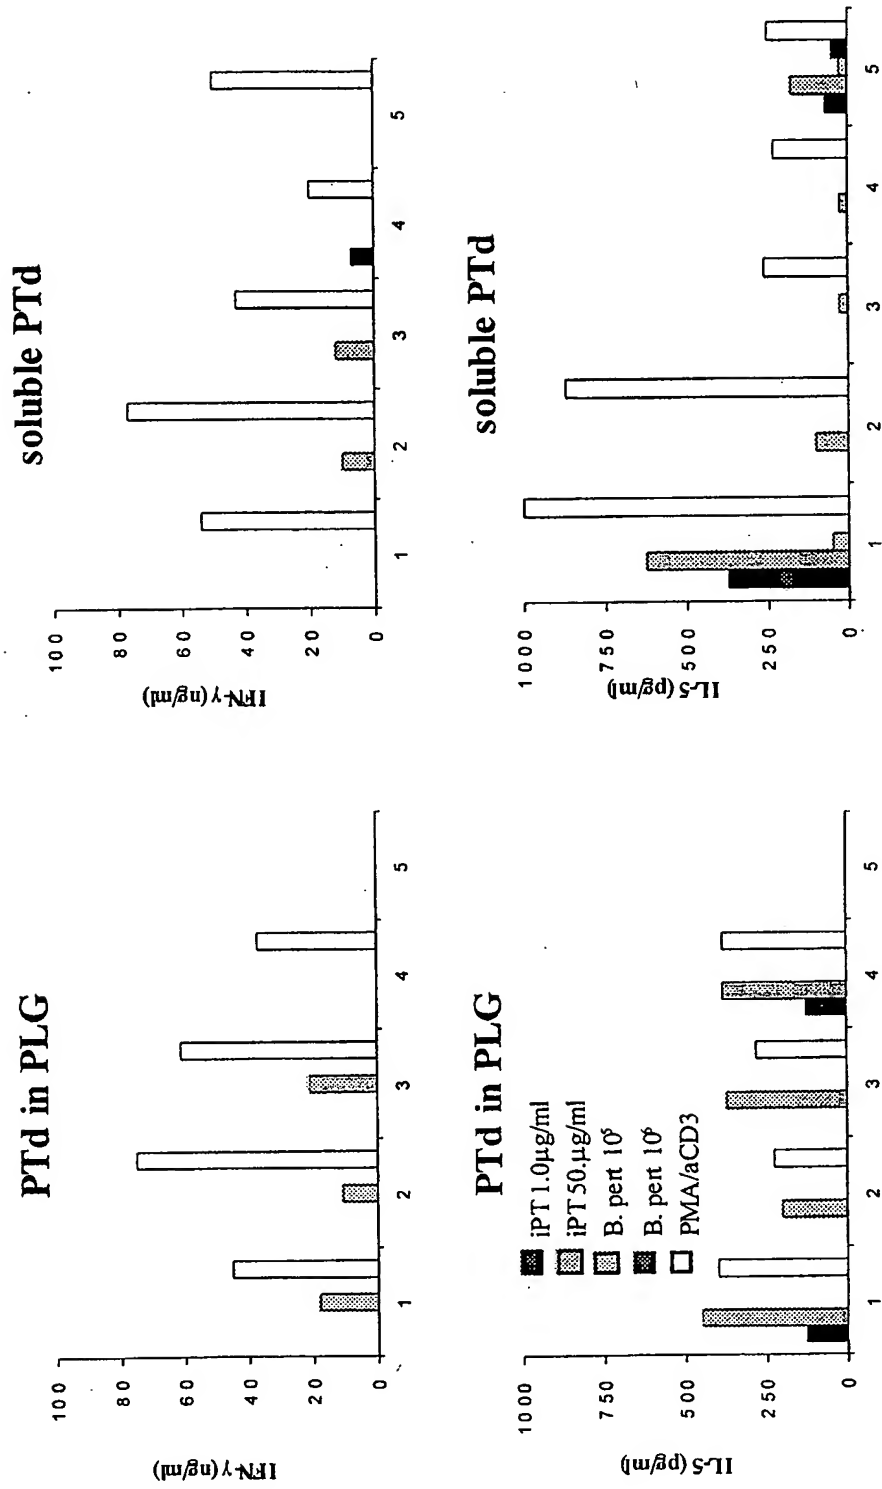 PTd in PLG
IFN-γ (ng/ml)
100
80
60
40
20
0
1 2 3 4 5
soluble PTd
IFN-γ (ng/ml)
100
80
60
40
20
0
1 2 3 4 5
PTd in PLG
IL-5 (pg/ml)
1000
750
500
250
0
iPT 1.0µg/ml
iPT 50.µg/ml
B. pert 10⁵
B. pert 10⁶
PMA/aCD3
1 2 3 4 5
soluble PTd
IL-5 (pg/ml)
1000
750
500
250
0
1 2 3 4 5